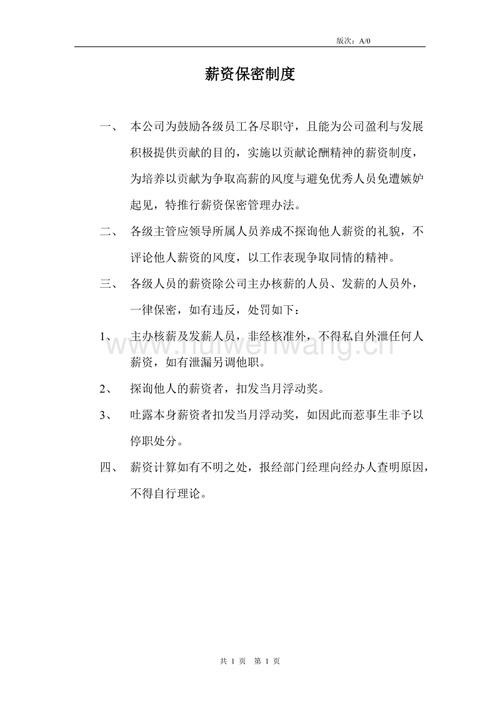 版次：A/0
薪资保密制度
一、 本公司为鼓励各级员工各尽职守，且能为公司盈利与发展
积极提供贡献的目的，实施以贡献论酬精神的薪资制度，
为培养以贡献为争取高薪的风度与避免优秀人员免遭嫉妒
起见，特推行薪资保密管理办法。
二、 各级主管应领导所属人员养成不探询他人薪资的礼貌，不
评论他人薪资的风度，以工作表现争取同情的精神。
三、 各级人员的薪资除公司主办核薪的人员、发薪的人员外，
一律保密，如有违反，处罚如下：
1、 主办核薪及发薪人员，非经核准外，不得私自外泄任何人
薪资，如有泄漏另调他职。
www.huiwenwang.cn
2、 探询他人的薪资者，扣发当月浮动奖。
3、 吐露本身薪资者扣发当月浮动奖，如因此而惹事生非予以
停职处分。
四、 薪资计算如有不明之处，报经部门经理向经办人查明原因，
不得自行理论。
共 1 页 第 1 页